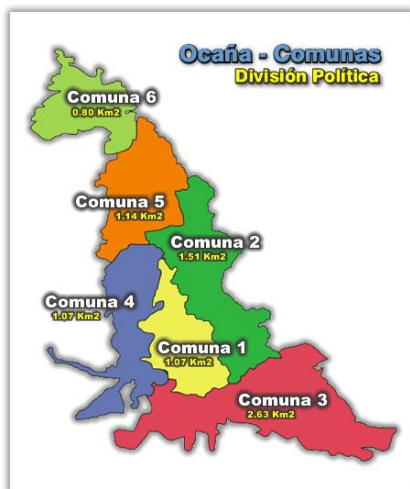 Ocaña - Comunas
División Política
Comuna 6
0.80 Km2
Comuna 5
1.14 Km2
Comuna 2
1.51 Km2
Comuna 4
1.07 Km2
Comuna 1
1.07 Km2
Comuna 3
2.63 Km2